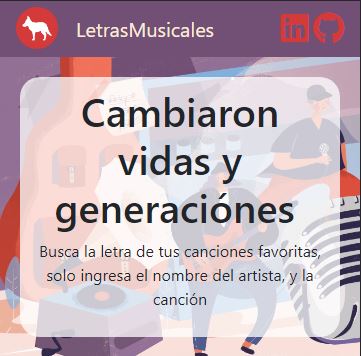 LetrasMusicales
Cambiaron
vidas y
generaciónes
Busca la letra de tus canciones favoritas,
solo ingresa el nombre del artista, y la
canción